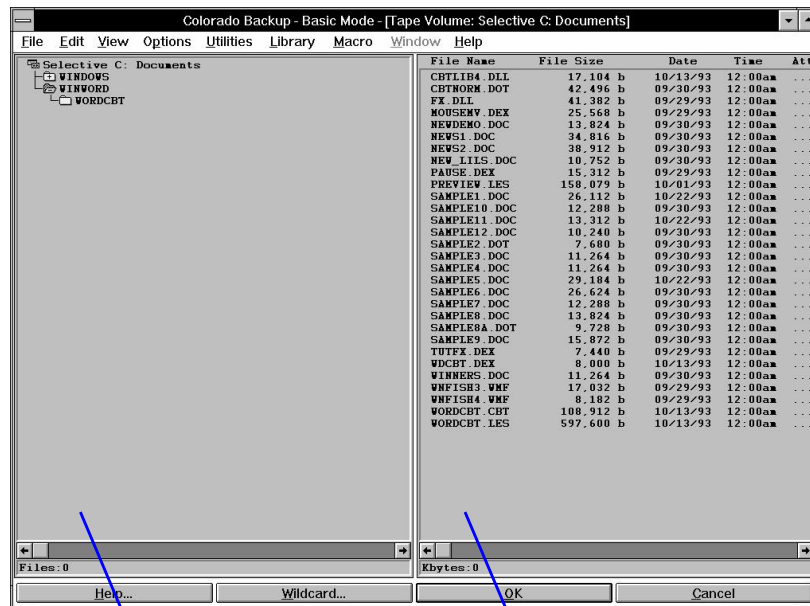 Colorado Backup - Basic Mode - [Tape Volume: Selective C: Documents]
File Edit View Options Utilities Library Macro Window Help
Selective C: Documents
WINDOWS
WINWORD
WORDCBT
File Name File Size Date Time Att
CBTLIB4.DLL 17,104 b 10/13/93 12:00am ...
CBTNORM.DOT 42,496 b 09/30/93 12:00am ...
FX.DLL 41,382 b 09/29/93 12:00am ...
MOUSEMV.DEX 25,568 b 09/29/93 12:00am ...
NEWDEMO.DOC 13,824 b 09/30/93 12:00am ...
NEWS1.DOC 34,816 b 09/30/93 12:00am ...
NEWS2.DOC 38,912 b 09/30/93 12:00am ...
NEW_LILS.DOC 10,752 b 09/30/93 12:00am ...
PAUSE.DEX 15,312 b 09/29/93 12:00am ...
PREVIEW.LES 158,079 b 10/01/93 12:00am ...
SAMPLE1.DOC 26,112 b 10/22/93 12:00am ...
SAMPLE10.DOC 12,288 b 09/30/93 12:00am ...
SAMPLE11.DOC 13,312 b 10/22/93 12:00am ...
SAMPLE12.DOC 10,240 b 09/30/93 12:00am ...
SAMPLE2.DOT 7,680 b 09/30/93 12:00am ...
SAMPLE3.DOC 11,264 b 09/30/93 12:00am ...
SAMPLE4.DOC 11,264 b 09/30/93 12:00am ...
SAMPLE5.DOC 29,184 b 10/22/93 12:00am ...
SAMPLE6.DOC 26,624 b 09/30/93 12:00am ...
SAMPLE7.DOC 12,288 b 09/30/93 12:00am ...
SAMPLE8.DOC 13,824 b 09/30/93 12:00am ...
SAMPLE8A.DOT 9,728 b 09/30/93 12:00am ...
SAMPLE9.DOC 15,872 b 09/30/93 12:00am ...
TUTFX.DEX 7,440 b 09/29/93 12:00am ...
WDCBT.DEX 8,000 b 10/13/93 12:00am ...
WINNERS.DOC 11,264 b 09/30/93 12:00am ...
WNFISH3.WMF 17,032 b 09/29/93 12:00am ...
WNFISH4.WMF 8,182 b 09/29/93 12:00am ...
WORDCBT.CBT 108,912 b 10/13/93 12:00am ...
WORDCBT.LES 597,600 b 10/13/93 12:00am ...
Files:0 Kbytes:0
Help... Wildcard... OK Cancel